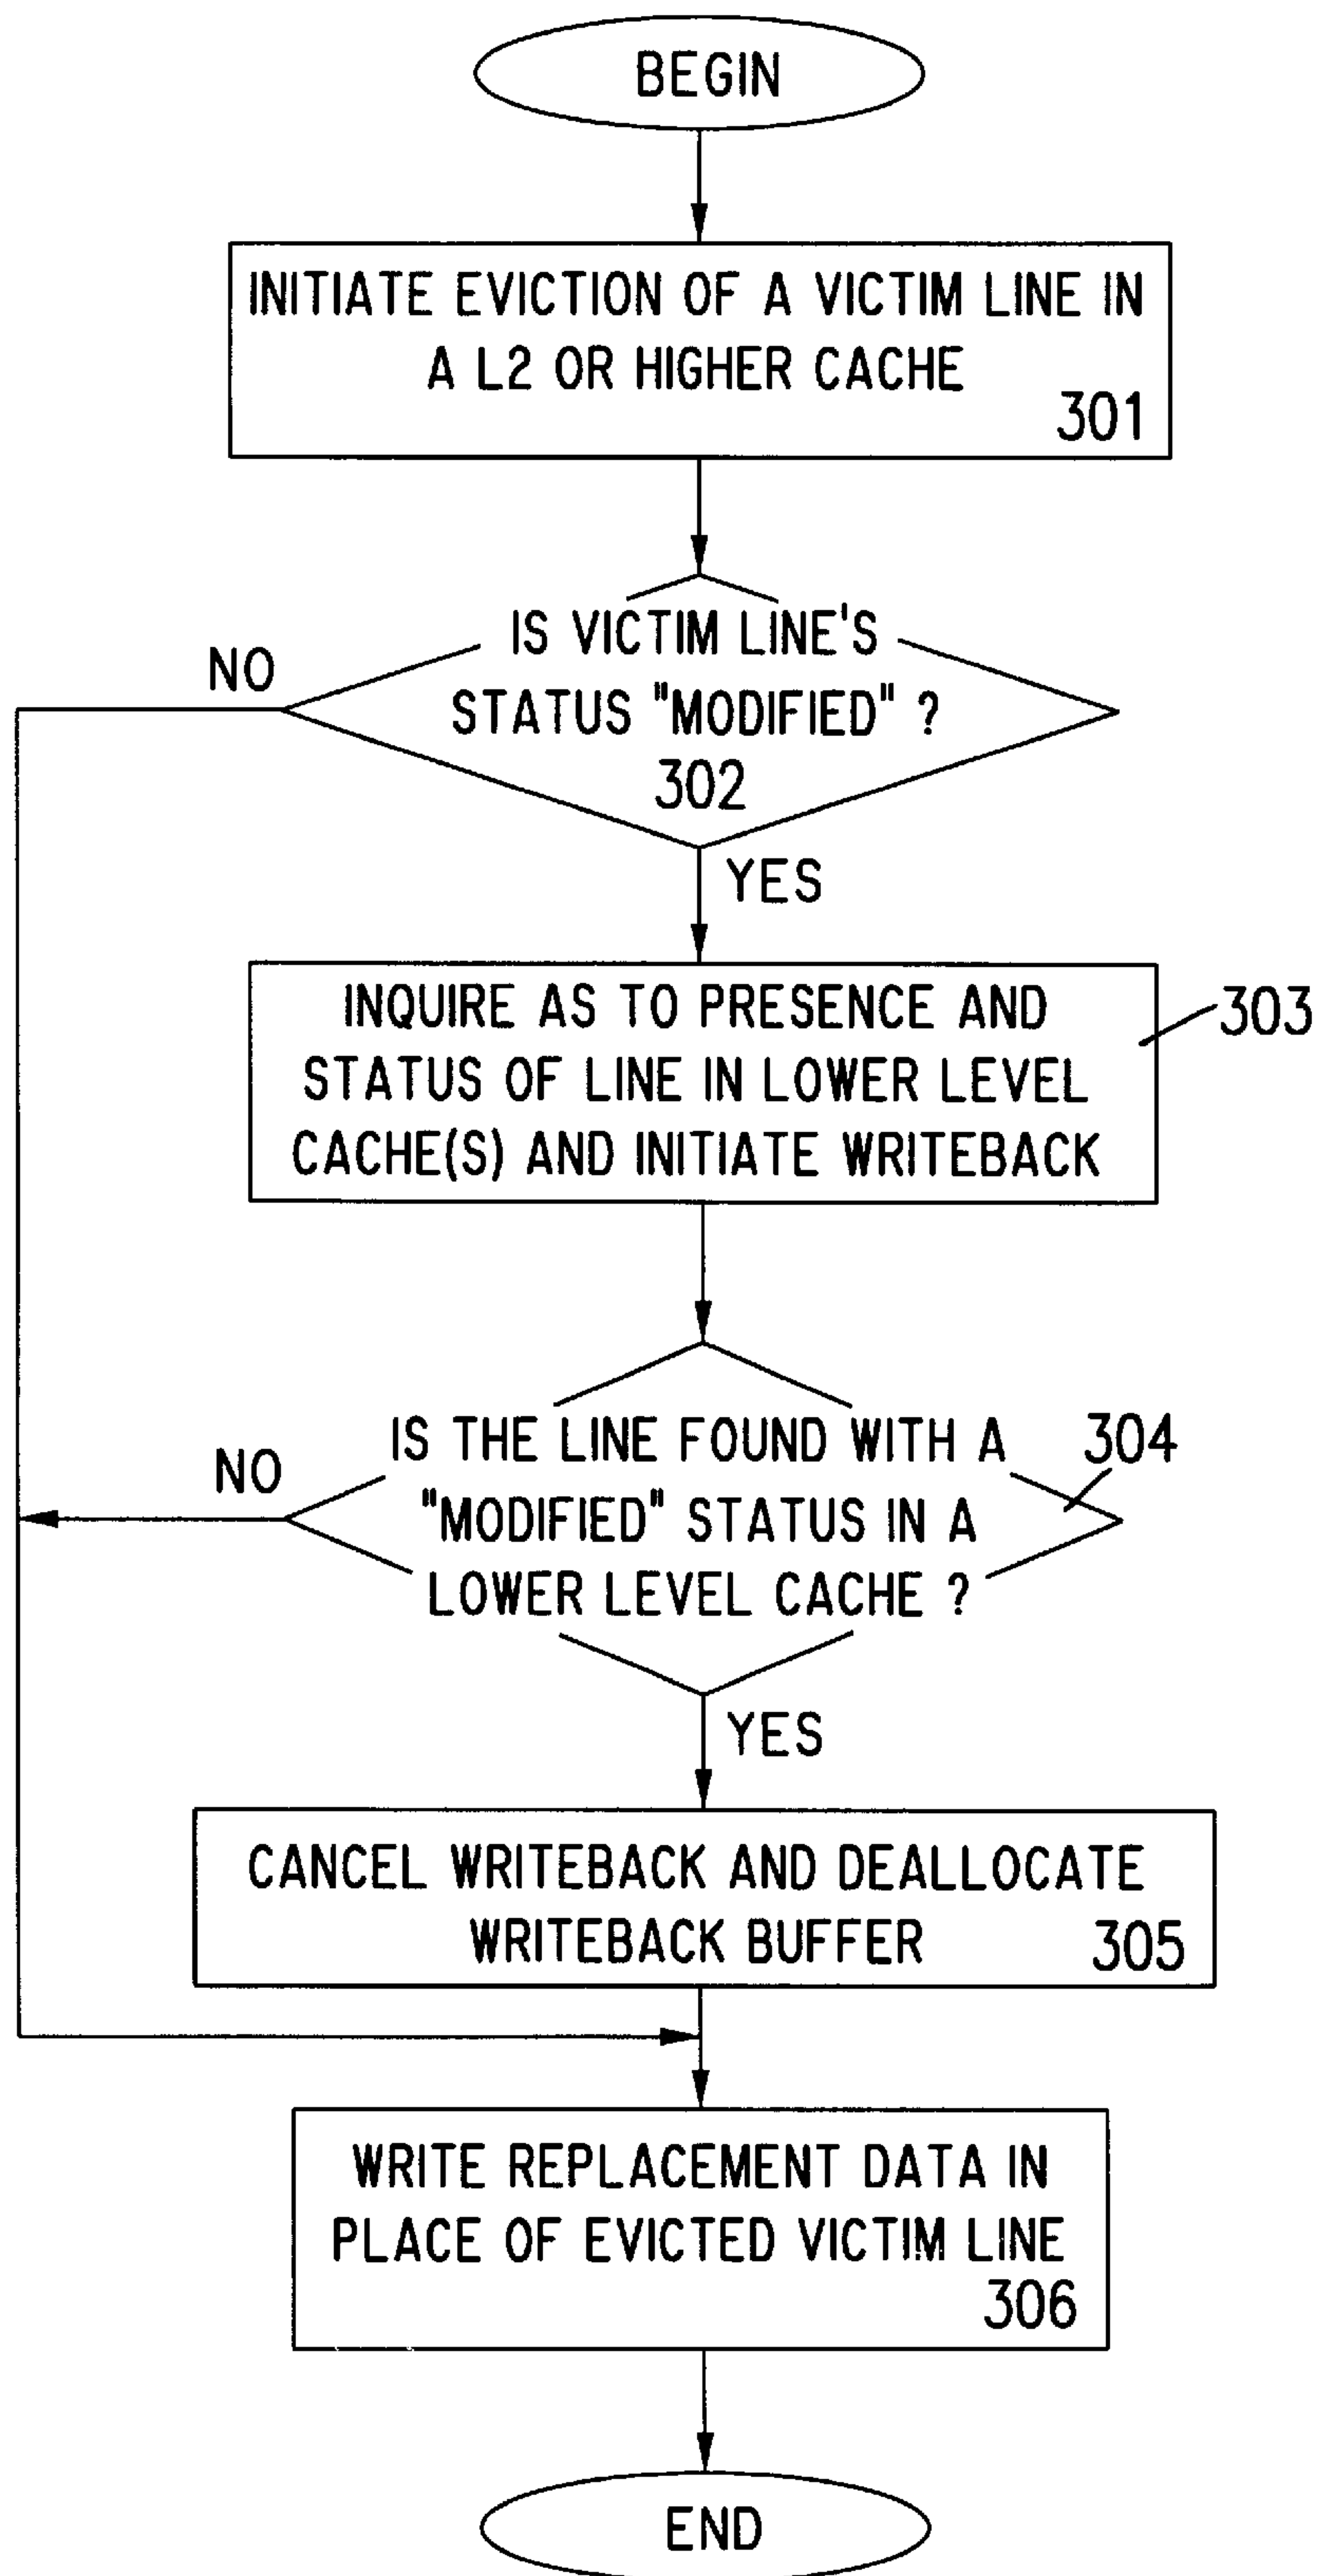 BEGIN
INITIATE EVICTION OF A VICTIM LINE IN
A L2 OR HIGHER CACHE
301
IS VICTIM LINE'S
NO
STATUS "MODIFIED" ?
302
YES
INQUIRE AS TO PRESENCE AND
303
STATUS OF LINE IN LOWER LEVEL
CACHE(S) AND INITIATE WRITEBACK
IS THE LINE FOUND WITH A
304
NO
"MODIFIED" STATUS IN A
LOWER LEVEL CACHE ?
YES
CANCEL WRITEBACK AND DEALLOCATE
WRITEBACK BUFFER
305
WRITE REPLACEMENT DATA IN
PLACE OF EVICTED VICTIM LINE
306
END